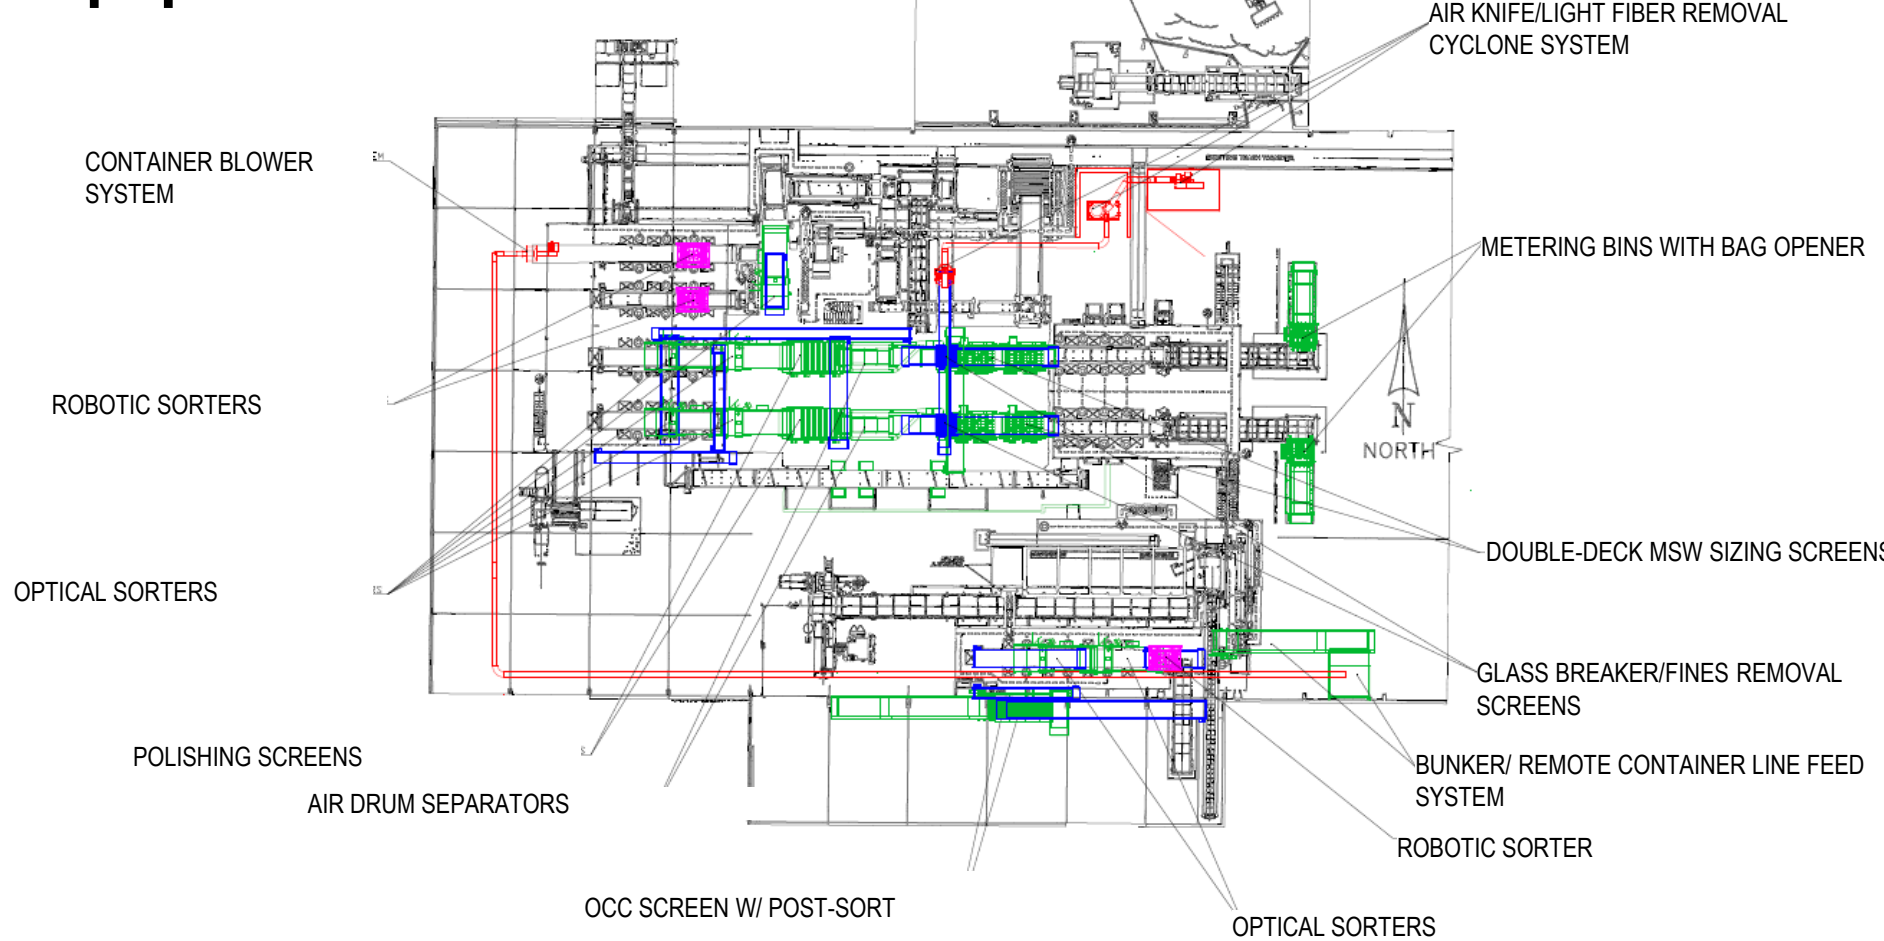 AIR KNIFE/LIGHT FIBER REMOVAL
CYCLONE SYSTEM
CONTAINER BLOWER
SYSTEM
METERING BINS WITH BAG OPENER
ROBOTIC SORTERS
N
NORTH
DOUBLE-DECK MSW SIZING SCREENS
OPTICAL SORTERS
GLASS BREAKER/FINES REMOVAL
SCREENS
POLISHING SCREENS
BUNKER/ REMOTE CONTAINER LINE FEED
SYSTEM
AIR DRUM SEPARATORS
ROBOTIC SORTER
OCC SCREEN W/ POST-SORT
OPTICAL SORTERS